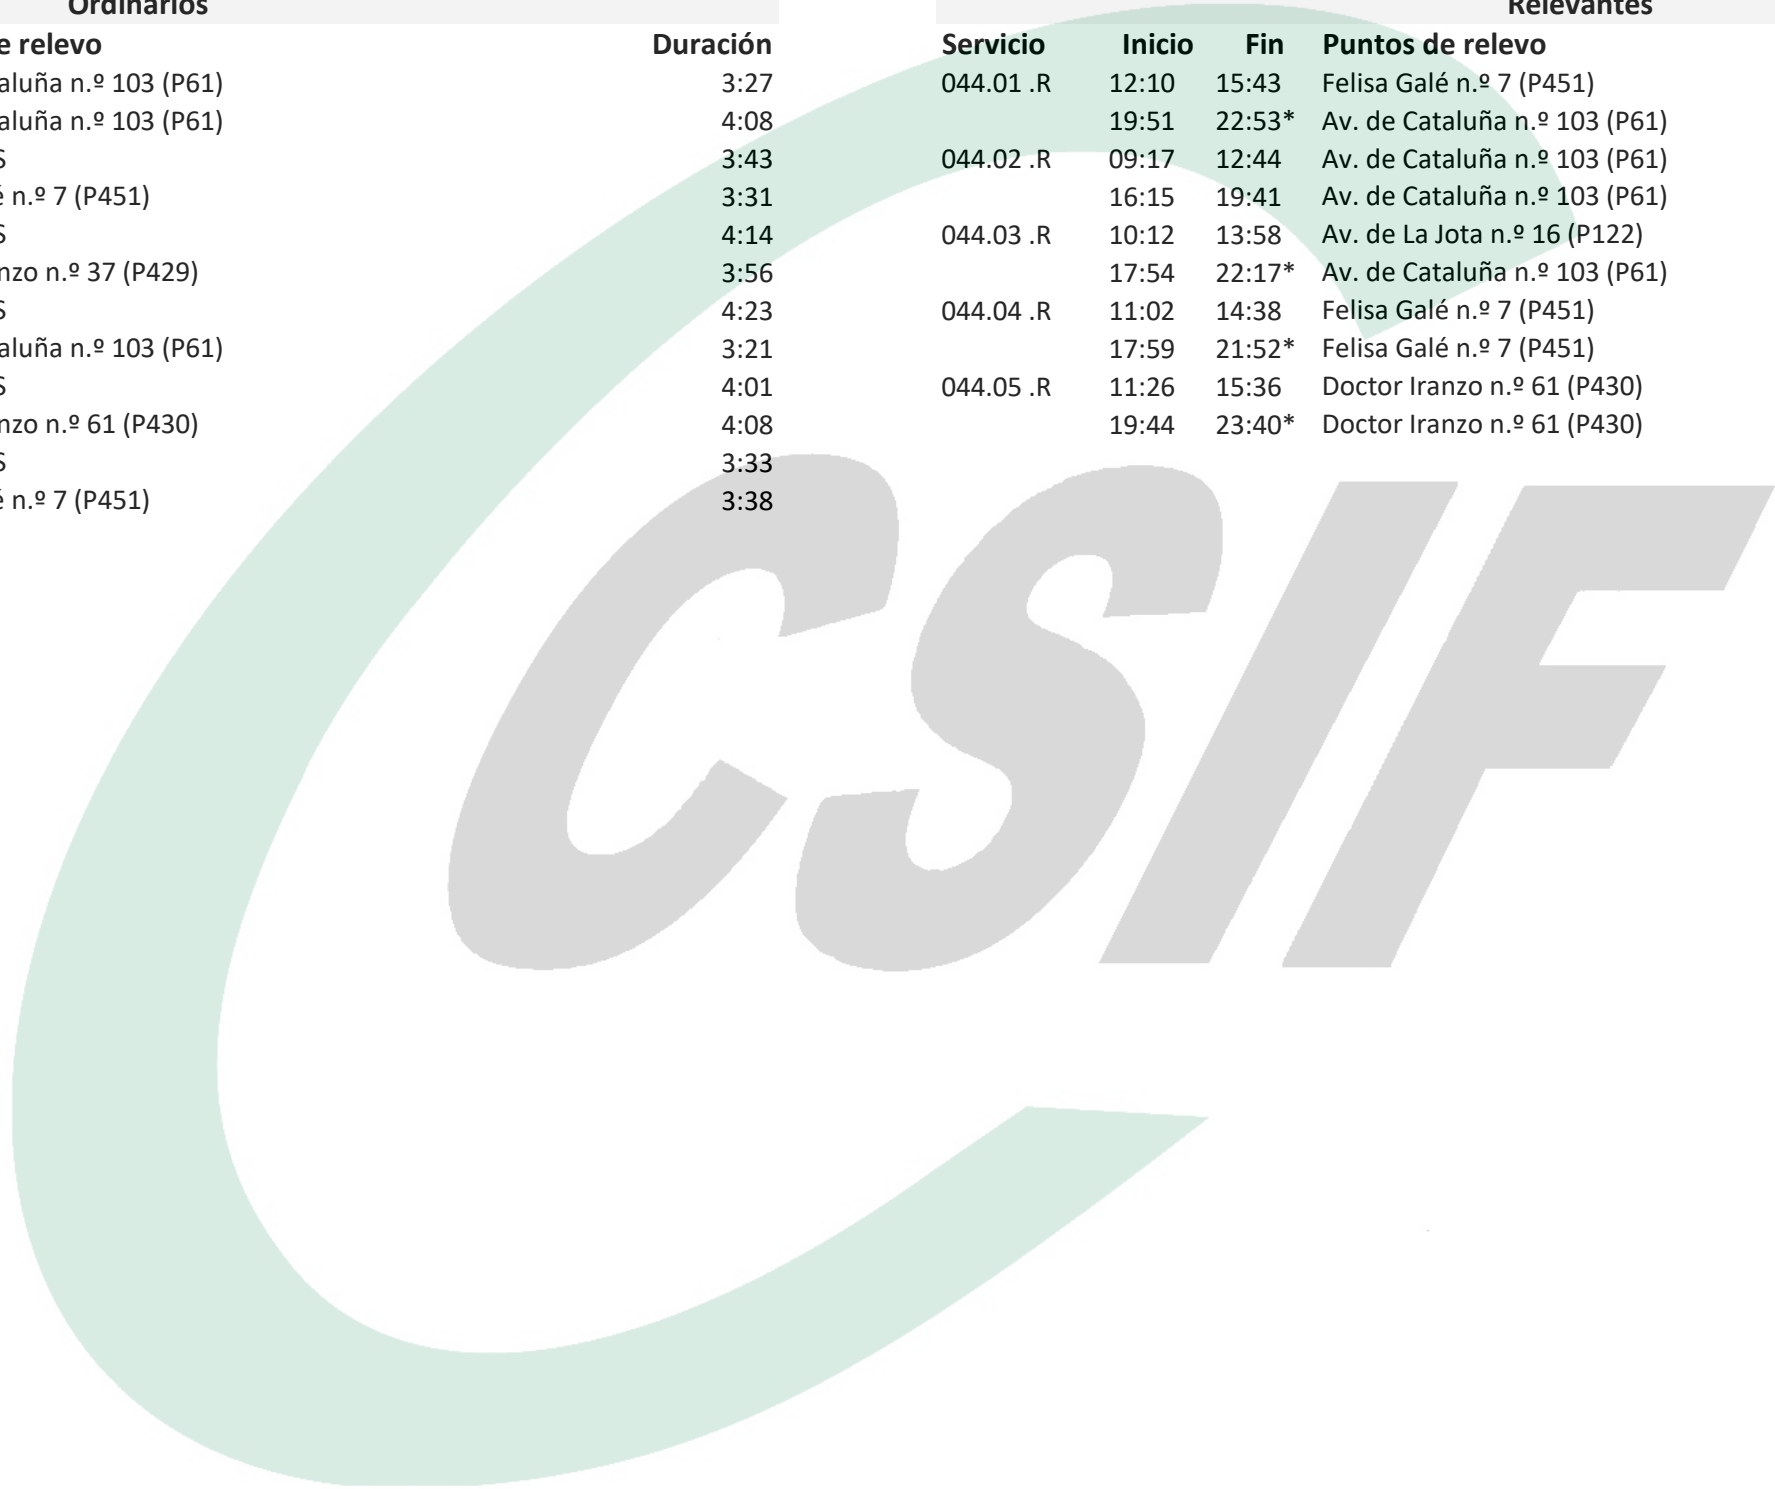 Ordinarios Relevantes
e relevo Duración Servicio Inicio Fin Puntos de relevo
aluña n.º 103 (P61) 3:27 044.01 .R 12:10 15:43 Felisa Galé n.º 7 (P451)
aluña n.º 103 (P61) 4:08 19:51 22:53* Av. de Cataluña n.º 103 (P61)
S 3:43 044.02 .R 09:17 12:44 Av. de Cataluña n.º 103 (P61)
é n.º 7 (P451) 3:31 16:15 19:41 Av. de Cataluña n.º 103 (P61)
S 4:14 044.03 .R 10:12 13:58 Av. de La Jota n.º 16 (P122)
nzo n.º 37 (P429) 3:56 17:54 22:17* Av. de Cataluña n.º 103 (P61)
S 4:23 044.04 .R 11:02 14:38 Felisa Galé n.º 7 (P451)
aluña n.º 103 (P61) 3:21 17:59 21:52* Felisa Galé n.º 7 (P451)
S 4:01 044.05 .R 11:26 15:36 Doctor Iranzo n.º 61 (P430)
nzo n.º 61 (P430) 4:08 19:44 23:40* Doctor Iranzo n.º 61 (P430)
S 3:33
é n.º 7 (P451) 3:38
CSIF